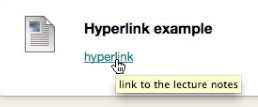 Hyperlink example
hyperlink
link to the lecture notes